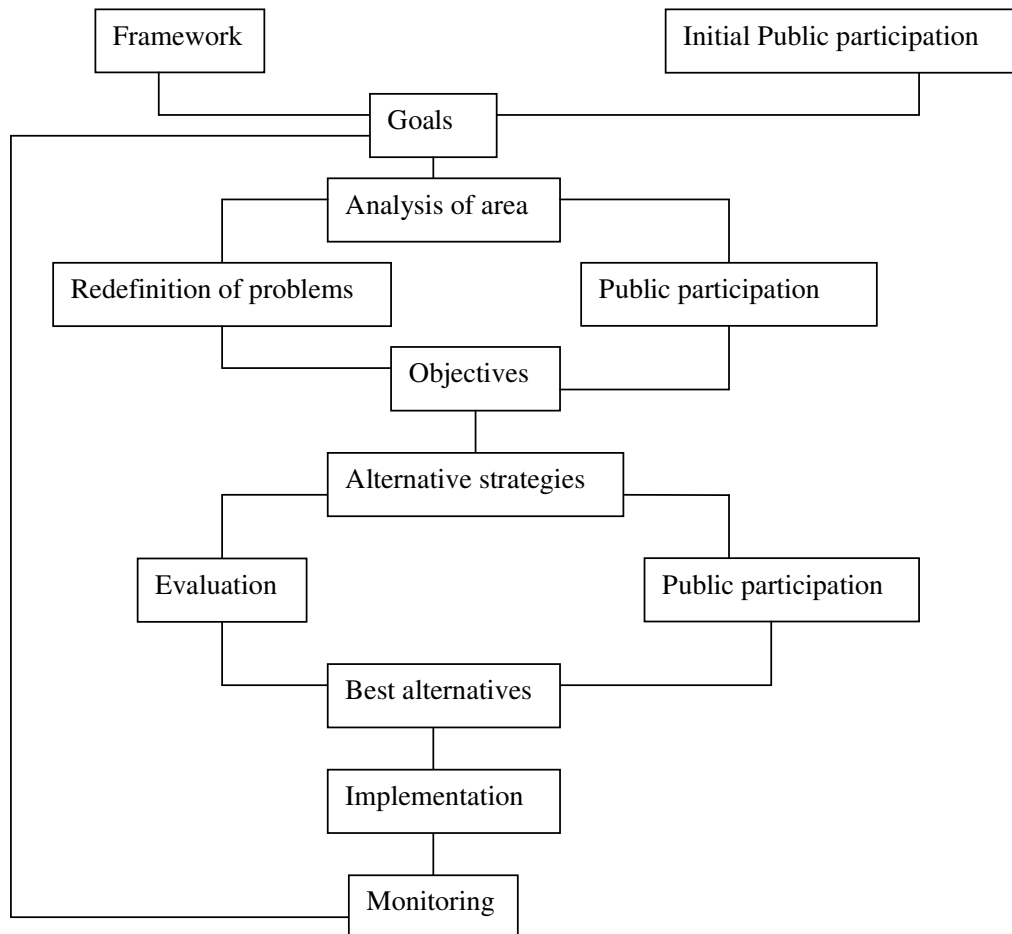 Framework
Initial Public participation
Goals
Analysis of area
Redefinition of problems
Public participation
Objectives
Alternative strategies
Evaluation
Public participation
Best alternatives
Implementation
Monitoring